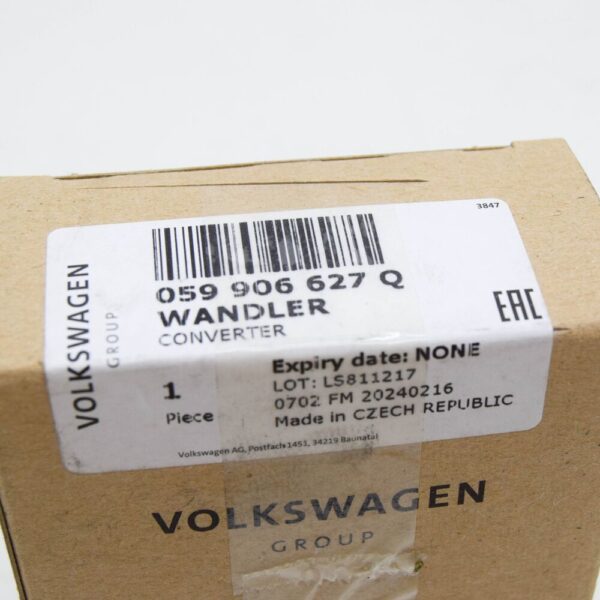 3847
VOLKSWAGEN
GROUP
059 906 627 Q
WANDLER
CONVERTER
EAC
1
Piece
Expiry date: NONE
LOT: LS811217
0702 FM 20240216
Made in CZECH REPUBLIC
Volkswagen AG, Postfach 1451, 34219 Baunatal
VOLKSWAGEN
GROUP